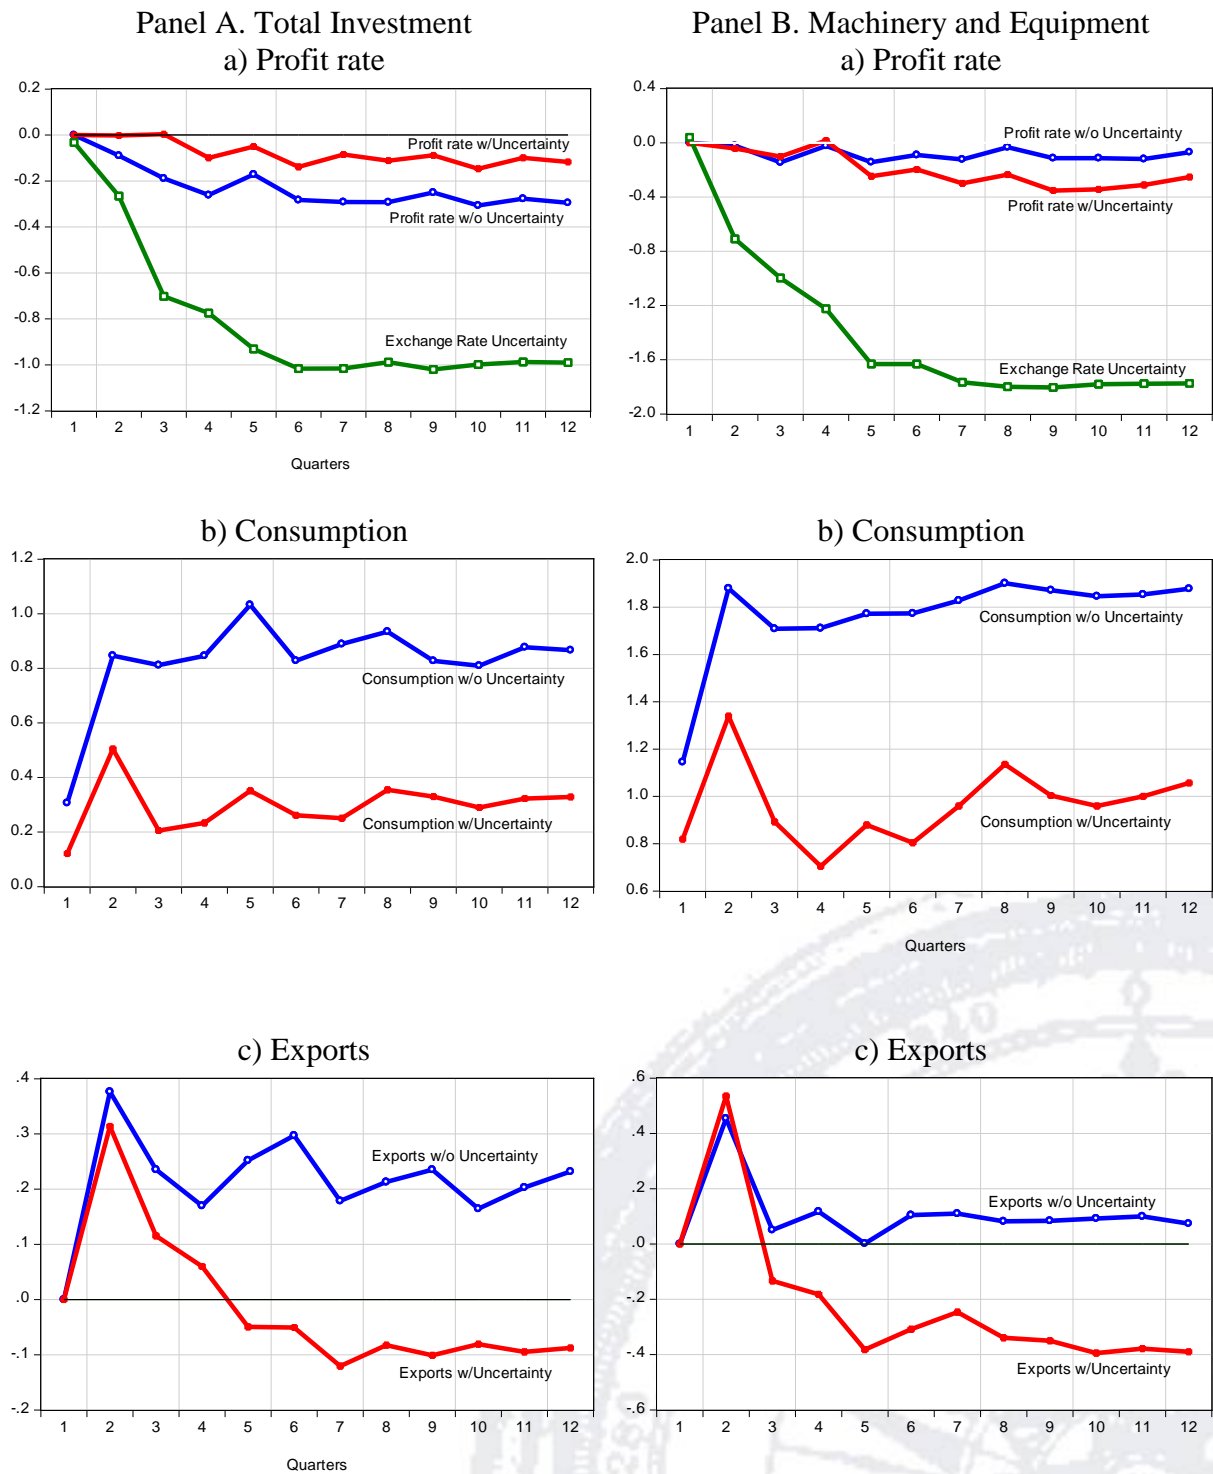 Panel A. Total Investment
a) Profit rate
0.2
0.0
-0.2
-0.4
-0.6
-0.8
-1.0
-1.2
Profit rate w/Uncertainty
Profit rate w/o Uncertainty
Exchange Rate Uncertainty
1 2 3 4 5 6 7 8 9 10 11 12
Quarters
Panel B. Machinery and Equipment
a) Profit rate
0.4
0.0
-0.4
-0.8
-1.2
-1.6
-2.0
Profit rate w/o Uncertainty
Profit rate w/Uncertainty
Exchange Rate Uncertainty
1 2 3 4 5 6 7 8 9 10 11 12
b) Consumption
1.2
1.0
0.8
0.6
0.4
0.2
0.0
Consumption w/o Uncertainty
Consumption w/Uncertainty
1 2 3 4 5 6 7 8 9 10 11 12
b) Consumption
2.0
1.8
1.6
1.4
1.2
1.0
0.8
0.6
Consumption w/o Uncertainty
Consumption w/Uncertainty
1 2 3 4 5 6 7 8 9 10 11 12
Quarters
c) Exports
.4
.3
.2
.1
.0
-.1
-.2
Exports w/o Uncertainty
Exports w/Uncertainty
1 2 3 4 5 6 7 8 9 10 11 12
Quarters
c) Exports
.6
.4
.2
.0
-.2
-.4
-.6
Exports w/o Uncertainty
Exports w/Uncertainty
1 2 3 4 5 6 7 8 9 10 11 12